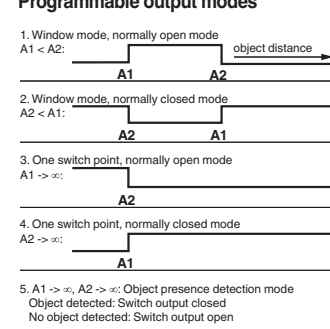 Programmable output modes
1. Window mode, normally open mode
A1 < A2:
object distance
A1 A2
2. Window mode, normally closed mode
A2 < A1:
A2 A1
3. One switch point, normally open mode
A1 -> ∞:
A2
4. One switch point, normally closed mode
A2 -> ∞:
A1
5. A1 -> ∞, A2 -> ∞: Object presence detection mode
Object detected: Switch output closed
No object detected: Switch output open